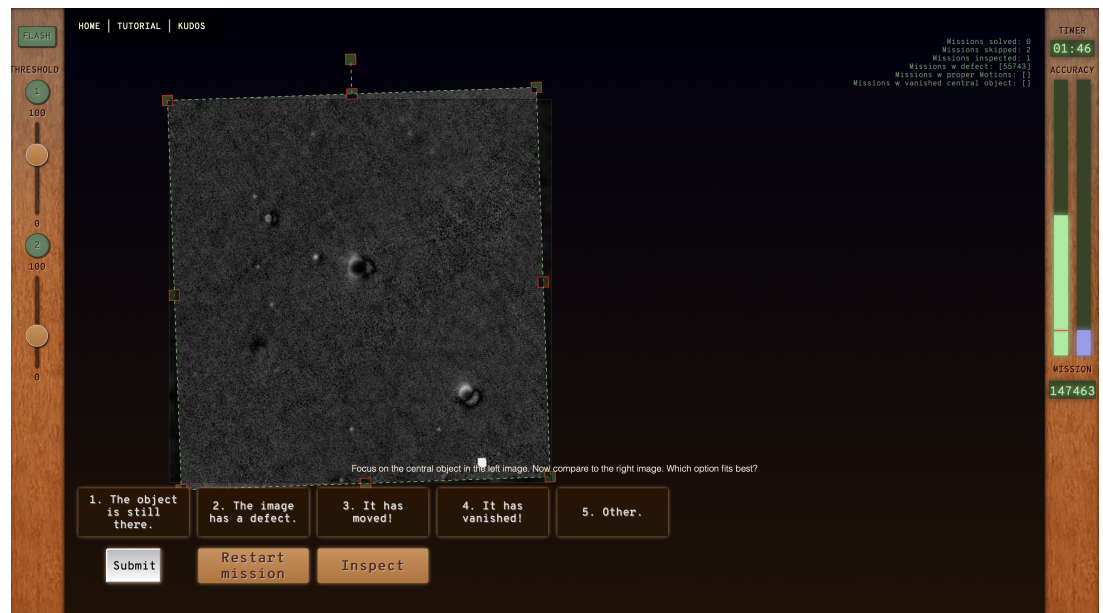 FLASH
THRESHOLD
1
100
0
2
100
0
HOME | TUTORIAL | KUDOS
Missions solved: 0
Missions skipped: 2
Missions inspected: 1
Missions w defect: [55743]
Missions w proper Motions: []
Missions w vanished central object: []
TIMER
01:46
ACCURACY
MISSION
147463
Focus on the central object in the left image. Now compare to the right image. Which option fits best?
1. The object
is still
there.
2. The image
has a defect.
3. It has
moved!
4. It has
vanished!
5. Other.
Submit
Restart
mission
Inspect